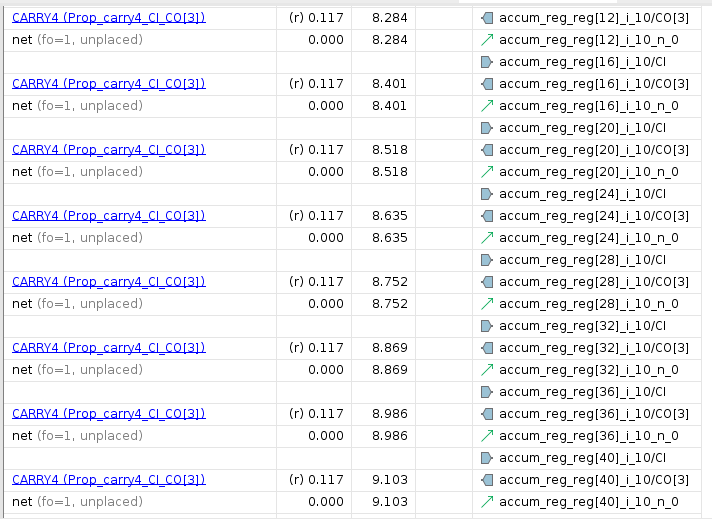 CARRY4 (Prop_carry4_CI_CO[3]) (r) 0.117 8.284 accum_reg_reg[12]_i_10/CO[3]
net (fo=1, unplaced) 0.000 8.284 accum_reg_reg[12]_i_10_n_0
accum_reg_reg[16]_i_10/CI
CARRY4 (Prop_carry4_CI_CO[3]) (r) 0.117 8.401 accum_reg_reg[16]_i_10/CO[3]
net (fo=1, unplaced) 0.000 8.401 accum_reg_reg[16]_i_10_n_0
accum_reg_reg[20]_i_10/CI
CARRY4 (Prop_carry4_CI_CO[3]) (r) 0.117 8.518 accum_reg_reg[20]_i_10/CO[3]
net (fo=1, unplaced) 0.000 8.518 accum_reg_reg[20]_i_10_n_0
accum_reg_reg[24]_i_10/CI
CARRY4 (Prop_carry4_CI_CO[3]) (r) 0.117 8.635 accum_reg_reg[24]_i_10/CO[3]
net (fo=1, unplaced) 0.000 8.635 accum_reg_reg[24]_i_10_n_0
accum_reg_reg[28]_i_10/CI
CARRY4 (Prop_carry4_CI_CO[3]) (r) 0.117 8.752 accum_reg_reg[28]_i_10/CO[3]
net (fo=1, unplaced) 0.000 8.752 accum_reg_reg[28]_i_10_n_0
accum_reg_reg[32]_i_10/CI
CARRY4 (Prop_carry4_CI_CO[3]) (r) 0.117 8.869 accum_reg_reg[32]_i_10/CO[3]
net (fo=1, unplaced) 0.000 8.869 accum_reg_reg[32]_i_10_n_0
accum_reg_reg[36]_i_10/CI
CARRY4 (Prop_carry4_CI_CO[3]) (r) 0.117 8.986 accum_reg_reg[36]_i_10/CO[3]
net (fo=1, unplaced) 0.000 8.986 accum_reg_reg[36]_i_10_n_0
accum_reg_reg[40]_i_10/CI
CARRY4 (Prop_carry4_CI_CO[3]) (r) 0.117 9.103 accum_reg_reg[40]_i_10/CO[3]
net (fo=1, unplaced) 0.000 9.103 accum_reg_reg[40]_i_10_n_0